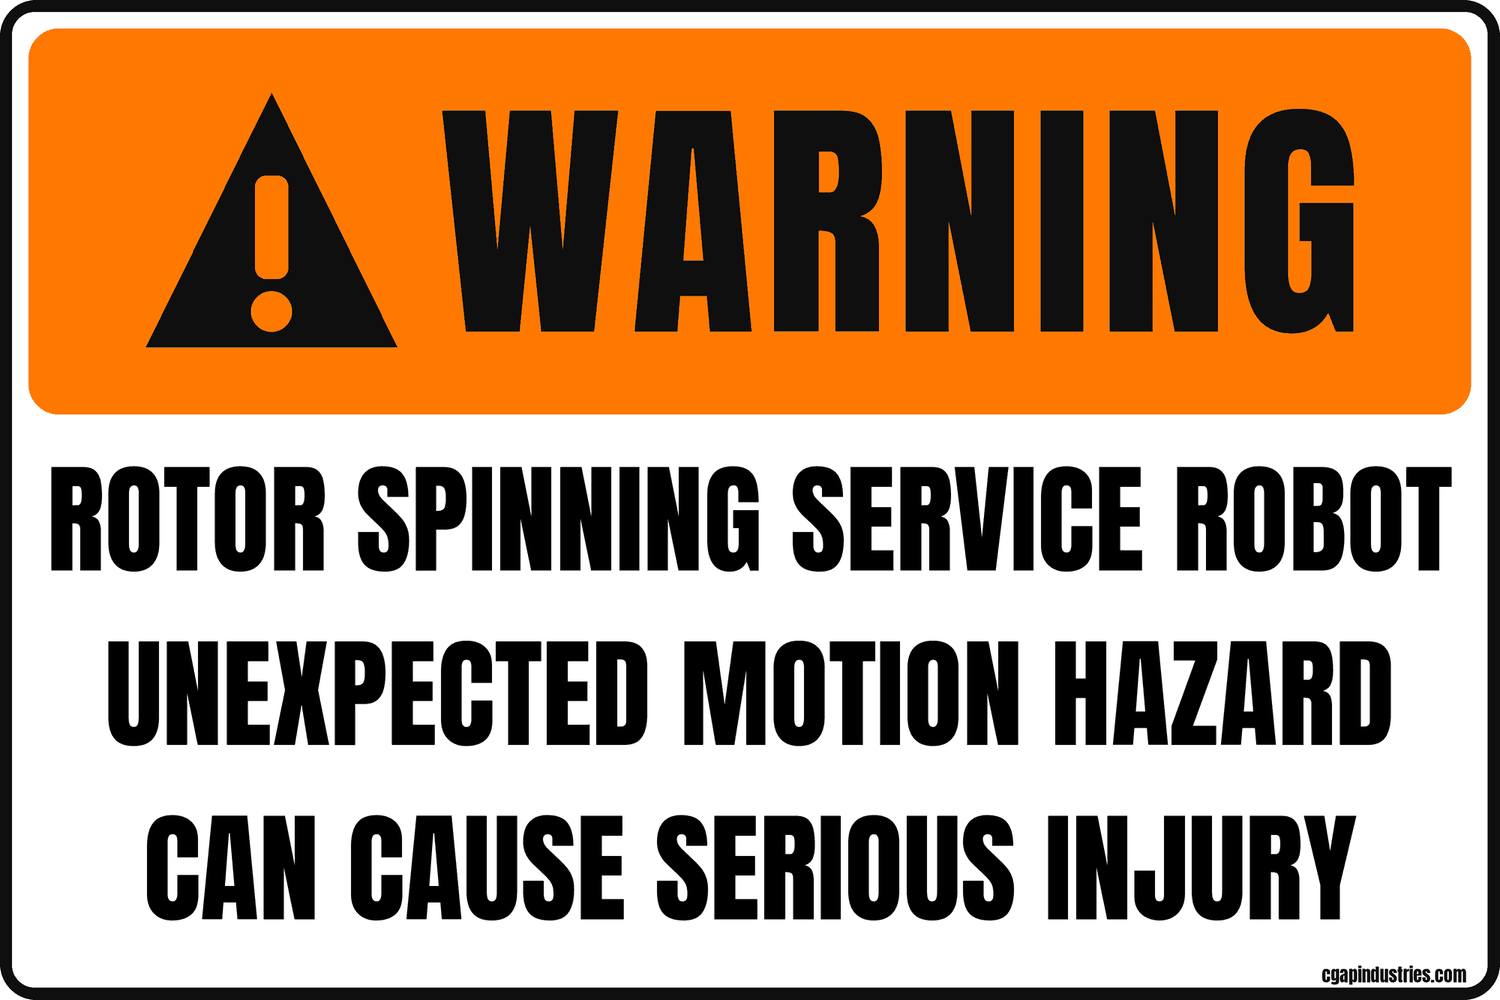 WARNING
ROTOR SPINNING SERVICE ROBOT
UNEXPECTED MOTION HAZARD
CAN CAUSE SERIOUS INJURY
cgapindustries.com